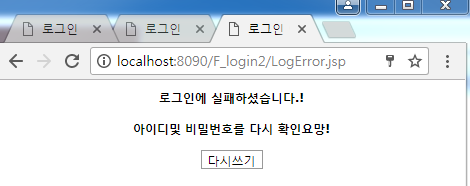 로그인
로그인
로그인
localhost:8090/F_login2/LogError.jsp
로그인에 실패하셨습니다.!
아이디및 비밀번호를 다시 확인요망!
다시쓰기